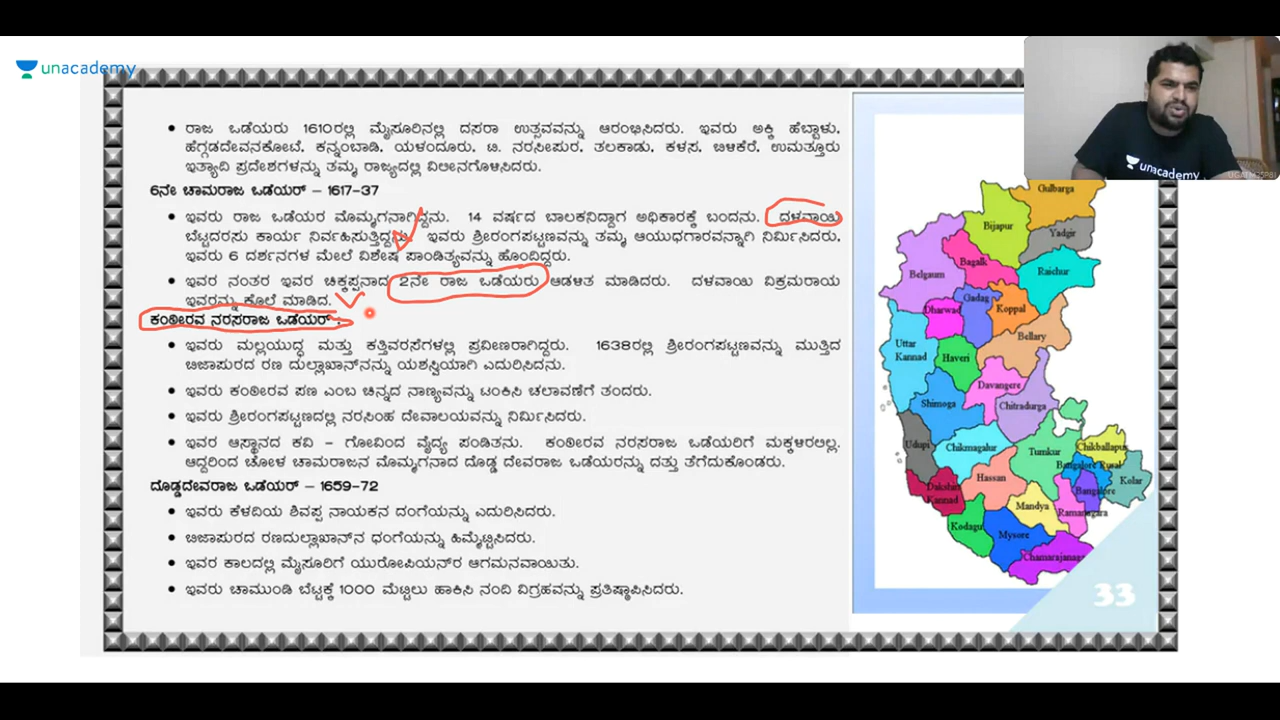 unacademy
unacademy
• ರಾಜ ಒಡೆಯರು 1610ರಲ್ಲಿ ಮೈಸೂರಿನಲ್ಲಿ ದಸರಾ ಉತ್ಸವವನ್ನು ಆರಂಭಿಸಿದರು. ಇವರು ಅಕ್ಕಿ ಹೆಬ್ಬಾಳು,
ಹೆಗ್ಗಡದೇವನಕೋಟೆ, ಕನ್ನಂಬಾಡಿ, ಯಳಂದೂರು, ಟಿ. ನರಸೀಪುರ, ತಲಕಾಡು, ಕಳಸ, ಬಿಳಿಕೆರೆ, ಉಮತ್ತೂರು
ಇತ್ಯಾದಿ ಪ್ರದೇಶಗಳನ್ನು ತಮ್ಮ ರಾಜ್ಯದಲ್ಲಿ ವಿಲೀನಗೊಳಿಸಿದರು.
6ನೇ ಚಾಮರಾಜ ಒಡೆಯರ್ – 1617-37
• ಇವರು ರಾಜ ಒಡೆಯರ ಮೊಮ್ಮಗನಾಗಿದ್ದನು. 14 ವರ್ಷದ ಬಾಲಕನಿದ್ದಾಗ ಅಧಿಕಾರಕ್ಕೆ ಬಂದನು. ದಳವಾಯಿ
ಬೆಟ್ಟದರಸು ಕಾರ್ಯ ನಿರ್ವಹಿಸುತ್ತಿದ್ದನು. ಇವರು ಶ್ರೀರಂಗಪಟ್ಟಣವನ್ನು ತಮ್ಮ ಆಯುಧಗಾರವನ್ನಾಗಿ ನಿರ್ಮಿಸಿದರು.
ಇವರು 6 ದರ್ಶನಗಳ ಮೇಲೆ ವಿಶೇಷ ಪಾಂಡಿತ್ಯವನ್ನು ಹೊಂದಿದ್ದರು.
• ಇವರ ನಂತರ ಇವರ ಚಿಕ್ಕಪ್ಪನಾದ 2ನೇ ರಾಜ ಒಡೆಯರು ಆಡಳಿತ ಮಾಡಿದರು. ದಳವಾಯಿ ವಿಕ್ರಮರಾಯ
ಇವರನ್ನು ಕೊಲೆ ಮಾಡಿದ.
ಕಂಠೀರವ ನರಸರಾಜ ಒಡೆಯರ್ :
• ಇವರು ಮಲ್ಲಯುದ್ಧ ಮತ್ತು ಕತ್ತಿವರಸೆಗಳಲ್ಲಿ ಪ್ರವೀಣರಾಗಿದ್ದರು. 1638ರಲ್ಲಿ ಶ್ರೀರಂಗಪಟ್ಟಣವನ್ನು ಮುತ್ತಿದ
ಬಿಜಾಪುರದ ರಣ ದುಲ್ಲಾಖಾನ್‌ನನ್ನು ಯಶಸ್ವಿಯಾಗಿ ಎದುರಿಸಿದನು.
• ಇವರು ಕಂಠೀರವ ಪಣ ಎಂಬ ಚಿನ್ನದ ನಾಣ್ಯವನ್ನು ಟಂಕಿಸಿ ಚಲಾವಣೆಗೆ ತಂದರು.
• ಇವರು ಶ್ರೀರಂಗಪಟ್ಟಣದಲ್ಲಿ ನರಸಿಂಹ ದೇವಾಲಯವನ್ನು ನಿರ್ಮಿಸಿದರು.
• ಇವರ ಆಸ್ಥಾನದ ಕವಿ – ಗೋವಿಂದ ವೈದ್ಯ ಪಂಡಿತನು. ಕಂಠೀರವ ನರಸರಾಜ ಒಡೆಯರಿಗೆ ಮಕ್ಕಳಿರಲಿಲ್ಲ.
ಆದ್ದರಿಂದ ಚೋಳ ಚಾಮರಾಜನ ಮೊಮ್ಮಗನಾದ ದೊಡ್ಡ ದೇವರಾಜ ಒಡೆಯರನ್ನು ದತ್ತು ತೆಗೆದುಕೊಂಡರು.
ದೊಡ್ಡದೇವರಾಜ ಒಡೆಯರ್ – 1659-72
• ಇವರು ಕೆಳದಿಯ ಶಿವಪ್ಪ ನಾಯಕನ ದಂಗೆಯನ್ನು ಎದುರಿಸಿದರು.
• ಬಿಜಾಪುರದ ರಣದುಲ್ಲಾಖಾನ್‌ನ ಧಂಗೆಯನ್ನು ಹಿಮ್ಮೆಟ್ಟಿಸಿದರು.
• ಇವರ ಕಾಲದಲ್ಲಿ ಮೈಸೂರಿಗೆ ಯುರೋಪಿಯನ್‌ರ ಆಗಮನವಾಯಿತು.
• ಇವರು ಚಾಮುಂಡಿ ಬೆಟ್ಟಕ್ಕೆ 1000 ಮೆಟ್ಟಿಲು ಹಾಕಿಸಿ ನಂದಿ ವಿಗ್ರಹವನ್ನು ಪ್ರತಿಷ್ಠಾಪಿಸಿದರು.
Gulbarga
Bijapur
Yadgir
Bagalk
Belgaum
Raichur
Gadag
Koppal
Dharwad
Bellary
Uttar
Kannad
Haveri
Davangere
Shimoga
Chitradurga
Udupi
Chikmagalur
Tumkur
Chikballapur
Bangalore Rural
Kolar
Hassan
Dakshin
Kannad
Bangalore
Mandya
Ramanagara
Kodagu
Mysore
Chamarajanaga
33